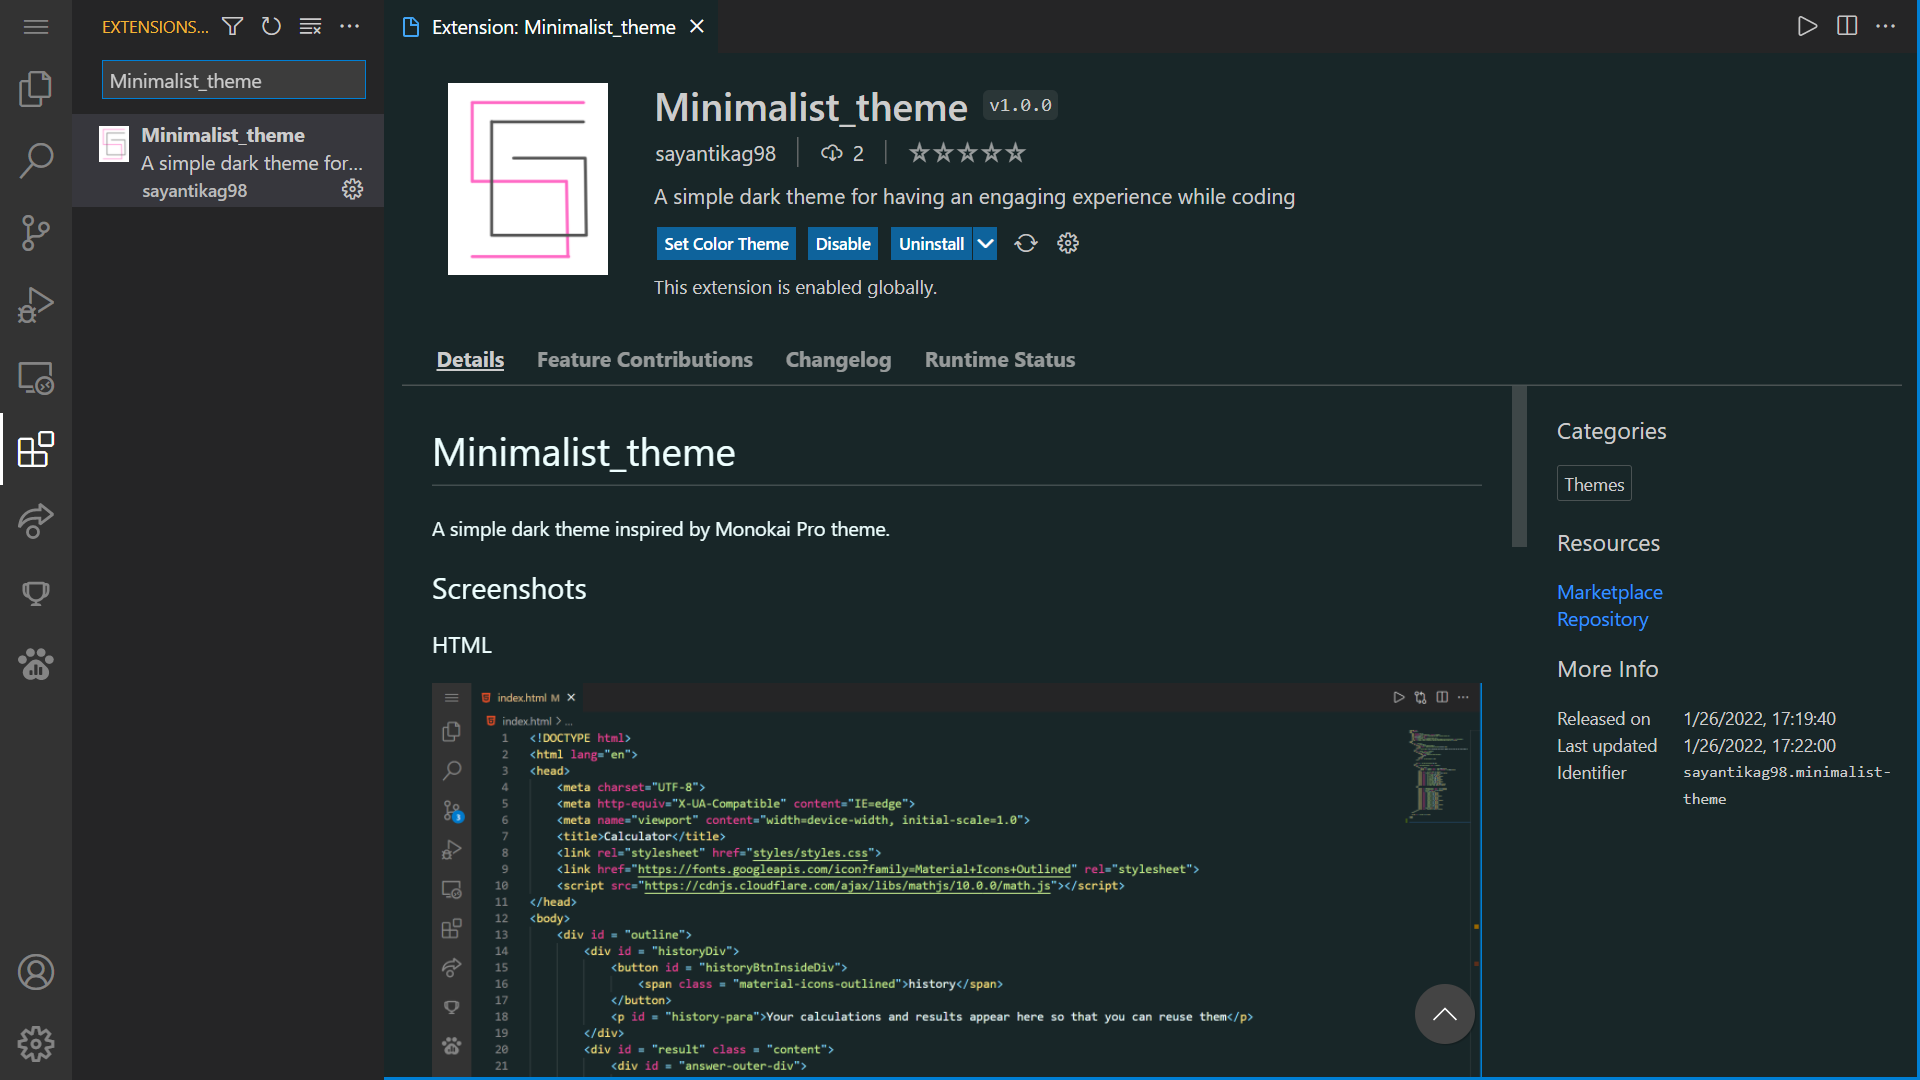 EXTENSIONS...
Minimalist_theme
Minimalist_theme
A simple dark theme for...
sayantikag98
Extension: Minimalist_theme
Minimalist_theme v1.0.0
sayantikag98 2
A simple dark theme for having an engaging experience while coding
Set Color Theme Disable Uninstall
This extension is enabled globally.
Details Feature Contributions Changelog Runtime Status
Minimalist_theme
A simple dark theme inspired by Monokai Pro theme.
Screenshots
HTML
index.html M
index.html > ...
1 <!DOCTYPE html>
2 <html lang="en">
3 <head>
4 <meta charset="UTF-8">
5 <meta http-equiv="X-UA-Compatible" content="IE=edge">
6 <meta name="viewport" content="width=device-width, initial-scale=1.0">
7 <title>Calculator</title>
8 <link rel="stylesheet" href="styles/styles.css">
9 <link href="https://fonts.googleapis.com/icon?family=Material+Icons+Outlined" rel="stylesheet">
10 <script src="https://cdnjs.cloudflare.com/ajax/libs/mathjs/10.0.0/math.js"></script>
11 </head>
12 <body>
13 <div id = "outline">
14 <div id = "historyDiv">
15 <button id = "historyBtnInsideDiv">
16 <span class = "material-icons-outlined">history</span>
17 </button>
18 <p id = "history-para">Your calculations and results appear here so that you can reuse them</p>
19 </div>
20 <div id = "result" class = "content">
21 <div id = "answer-outer-div">
3
Categories
Themes
Resources
Marketplace
Repository
More Info
Released on 1/26/2022, 17:19:40
Last updated 1/26/2022, 17:22:00
Identifier sayantikag98.minimalist-
theme